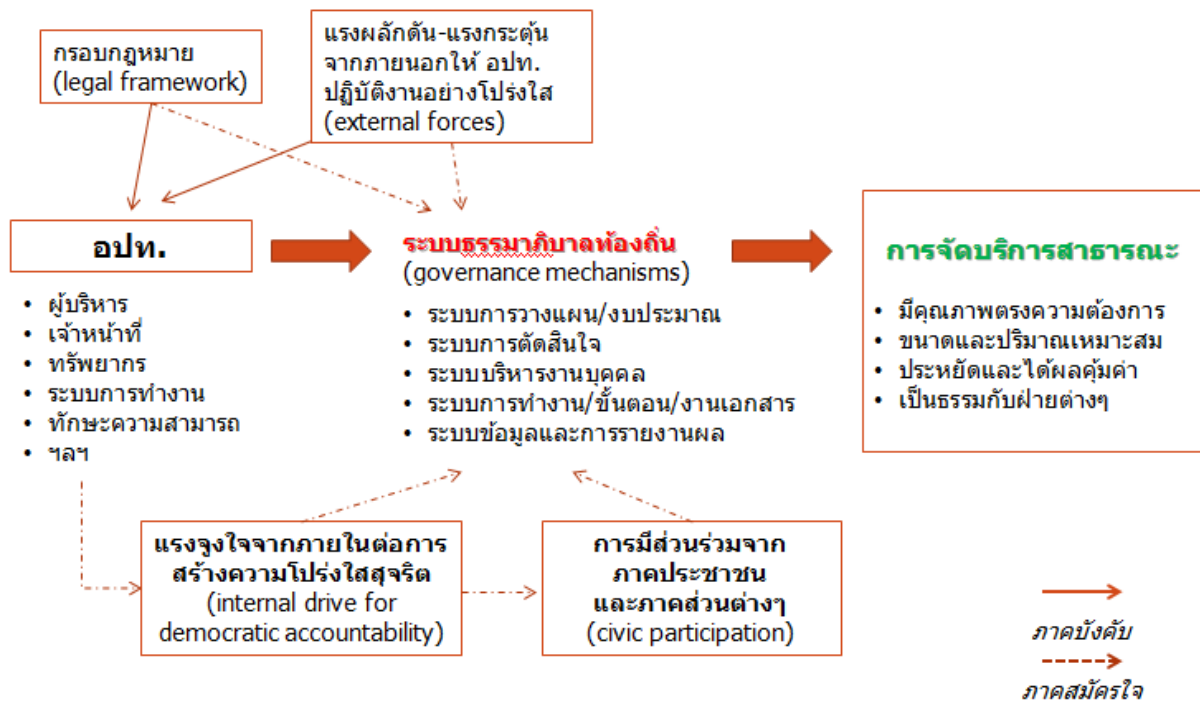 กรอบกฎหมาย
(legal framework)
แรงผลักดัน-แรงกระตุ้น
จากภายนอกให้ อปท.
ปฏิบัติงานอย่างโปร่งใส
(external forces)
อปท.
• ผู้บริหาร
• เจ้าหน้าที่
• ทรัพยากร
• ระบบการทำงาน
• ทักษะความสามารถ
• ฯลฯ
ระบบธรรมาภิบาลท้องถิ่น
(governance mechanisms)
• ระบบการวางแผน/งบประมาณ
• ระบบการตัดสินใจ
• ระบบบริหารงานบุคคล
• ระบบการทำงาน/ขั้นตอน/งานเอกสาร
• ระบบข้อมูลและการรายงานผล
การจัดบริการสาธารณะ
• มีคุณภาพตรงความต้องการ
• ขนาดและปริมาณเหมาะสม
• ประหยัดและได้ผลคุ้มค่า
• เป็นธรรมกับฝ่ายต่างๆ
แรงจูงใจจากภายในต่อการ
สร้างความโปร่งใสสุจริต
(internal drive for
democratic accountability)
การมีส่วนร่วมจาก
ภาคประชาชน
และภาคส่วนต่างๆ
(civic participation)
ภาคบังคับ
ภาคสมัครใจ